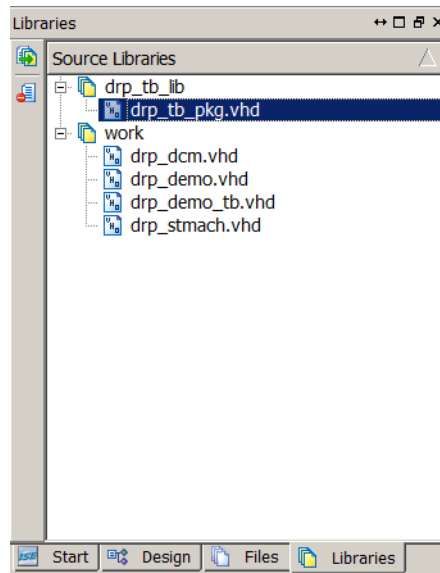 Libraries
Source Libraries
drp_tb_lib
drp_tb_pkg.vhd
work
drp_dcm.vhd
drp_demo.vhd
drp_demo_tb.vhd
drp_stmach.vhd
ISE Start Design Files Libraries